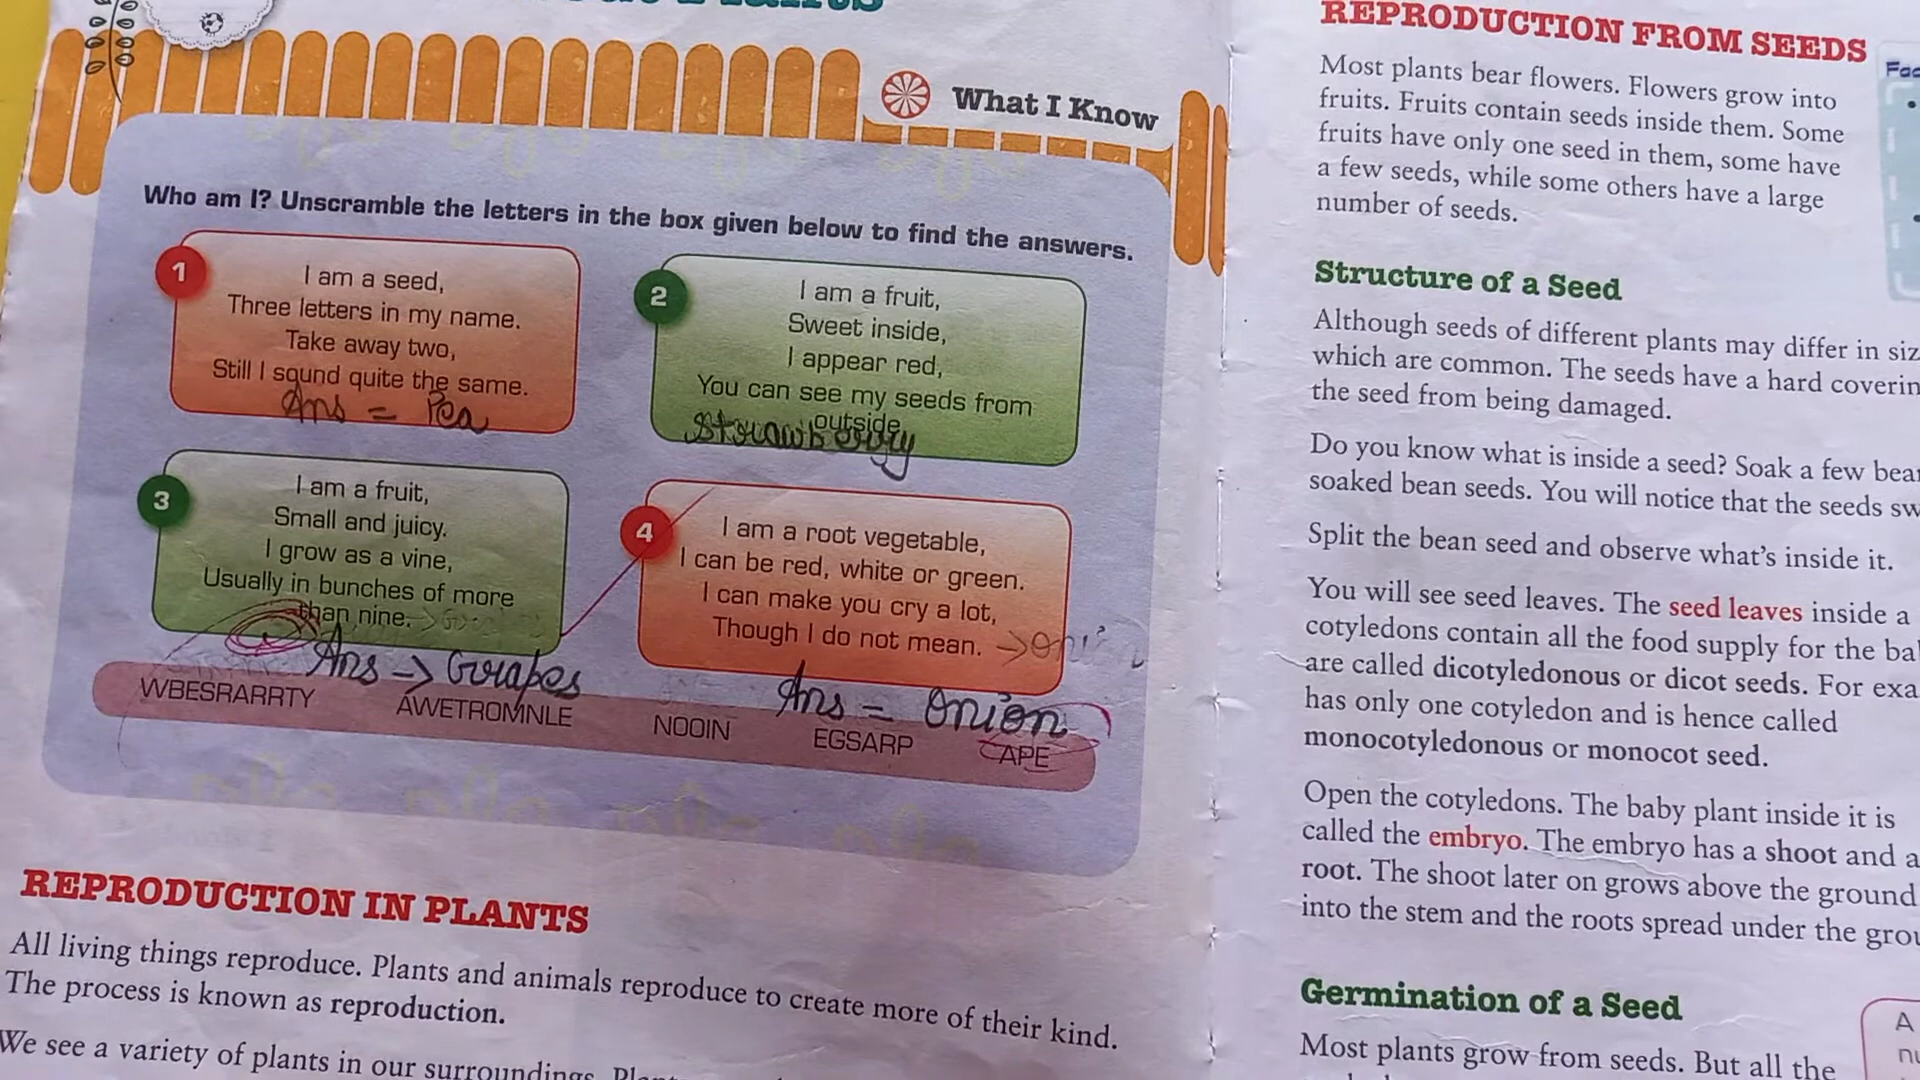 What I Know
Who am I? Unscramble the letters in the box given below to find the answers.
1
I am a seed,
Three letters in my name.
Take away two,
Still I sound quite the same.
Ans = Pea
2
I am a fruit,
Sweet inside,
I appear red,
You can see my seeds from
outside.
Strawberry
3
I am a fruit,
Small and juicy.
I grow as a vine,
Usually in bunches of more
than nine.
Ans -> Grapes
4
I am a root vegetable,
I can be red, white or green.
I can make you cry a lot,
Though I do not mean. ->Onion
Ans = Onion
WBESRARRTY AWETROMNLE NOOIN EGSARP APE
REPRODUCTION IN PLANTS
All living things reproduce. Plants and animals reproduce to create more of their kind.
The process is known as reproduction.
We see a variety of plants in our surroundings.
REPRODUCTION FROM SEEDS
Most plants bear flowers. Flowers grow into
fruits. Fruits contain seeds inside them. Some
fruits have only one seed in them, some have
a few seeds, while some others have a large
number of seeds.
Structure of a Seed
Although seeds of different plants may differ in
which are common. The seeds have a hard
the seed from being damaged.
Do you know what is inside a seed? Soak a few
soaked bean seeds. You will notice that the seeds
Split the bean seed and observe what's inside it.
You will see seed leaves. The seed leaves inside a
cotyledons contain all the food supply for the
are called dicotyledonous or dicot seeds. For
has only one cotyledon and is hence called
monocotyledonous or monocot seed.
Open the cotyledons. The baby plant inside it is
called the embryo. The embryo has a shoot and a
root. The shoot later on grows above the ground
into the stem and the roots spread under the
Germination of a Seed
Most plants grow from seeds. But all the